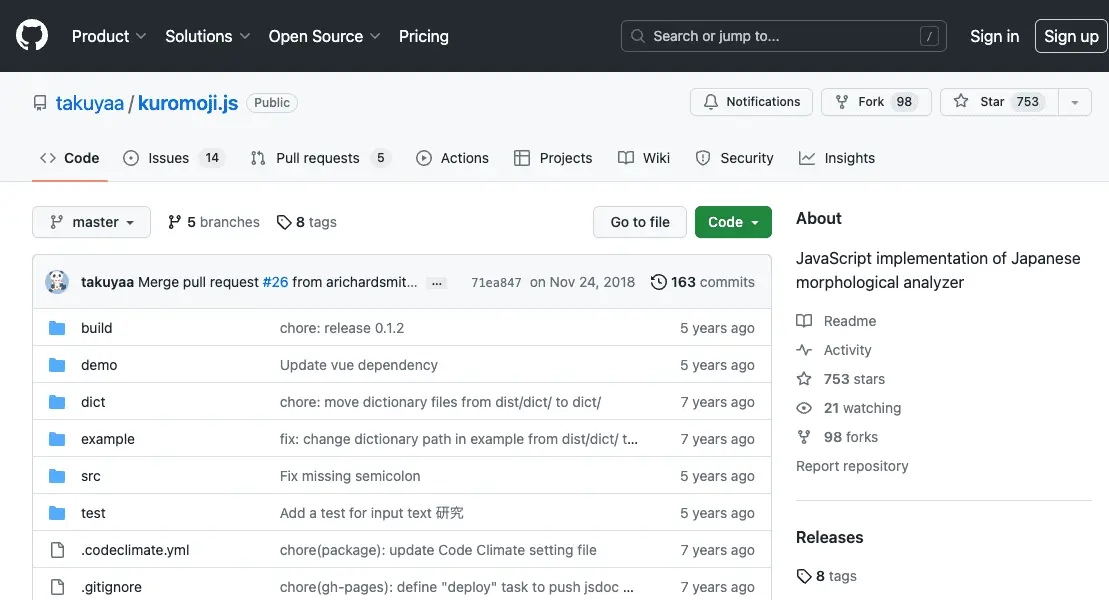 Product Solutions Open Source Pricing Search or jump to... / Sign in Sign up
takuyaa / kuromoji.js Public Notifications Fork 98 Star 753
Code Issues 14 Pull requests 5 Actions Projects Wiki Security Insights
master 5 branches 8 tags Go to file Code
takuyaa Merge pull request #26 from arichardsmit... ... 71ea847 on Nov 24, 2018 163 commits
build chore: release 0.1.2 5 years ago
demo Update vue dependency 5 years ago
dict chore: move dictionary files from dist/dict/ to dict/ 7 years ago
example fix: change dictionary path in example from dist/dict/ t... 7 years ago
src Fix missing semicolon 5 years ago
test Add a test for input text 研究 5 years ago
.codeclimate.yml chore(package): update Code Climate setting file 7 years ago
.gitignore chore(gh-pages): define "deploy" task to push jsdoc ... 7 years ago
About
JavaScript implementation of Japanese
morphological analyzer
Readme
Activity
753 stars
21 watching
98 forks
Report repository
Releases
8 tags